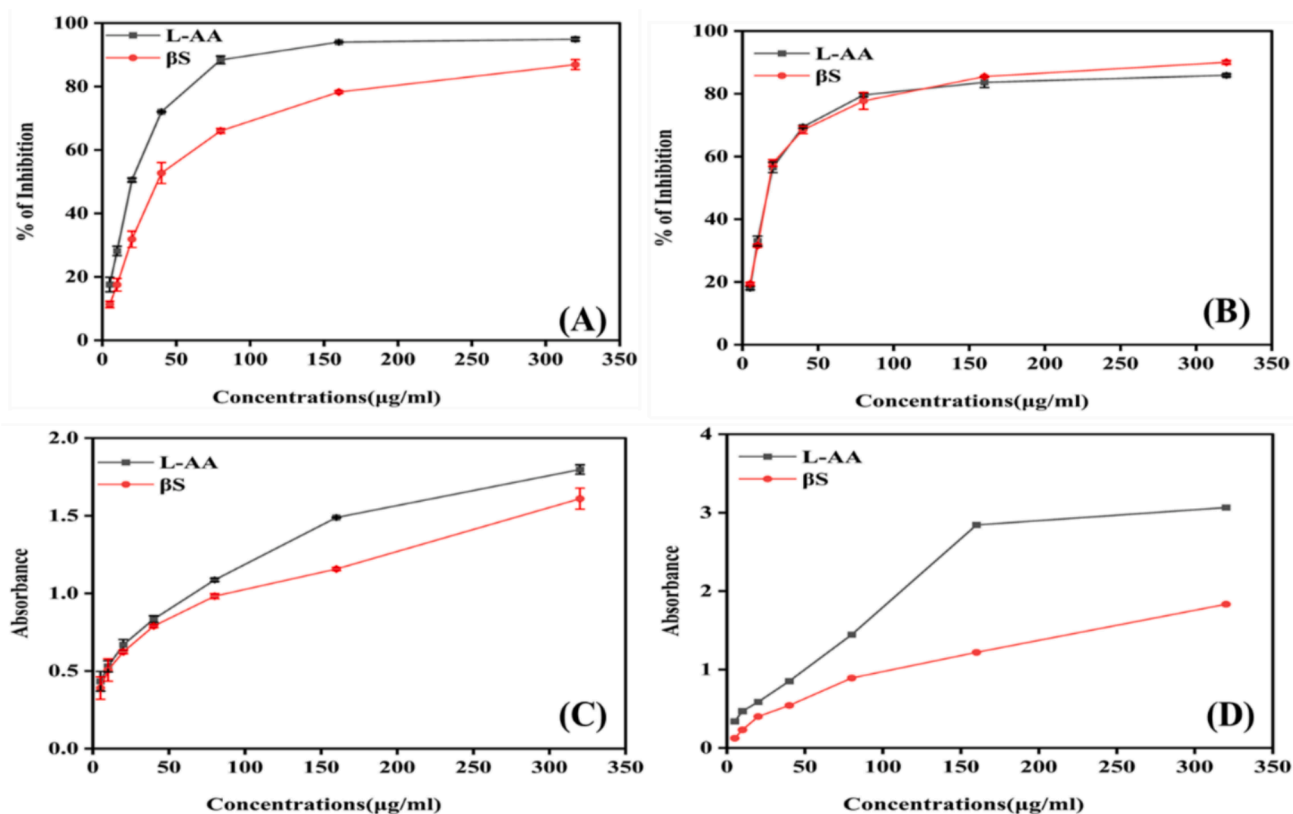 100
80
60
40
20
0
% of Inhibition
L-AA
βS
(A)
0 50 100 150 200 250 300 350
Concentrations(μg/ml)
100
80
60
40
20
0
% of Inhibition
L-AA
βS
(B)
0 50 100 150 200 250 300 350
Concentrations(μg/ml)
2.0
1.5
1.0
0.5
0.0
Absorbance
L-AA
βS
(C)
0 50 100 150 200 250 300 350
Concentrations(μg/ml)
4
3
2
1
0
Absorbance
L-AA
βS
(D)
0 50 100 150 200 250 300 350
Concentrations(μg/ml)